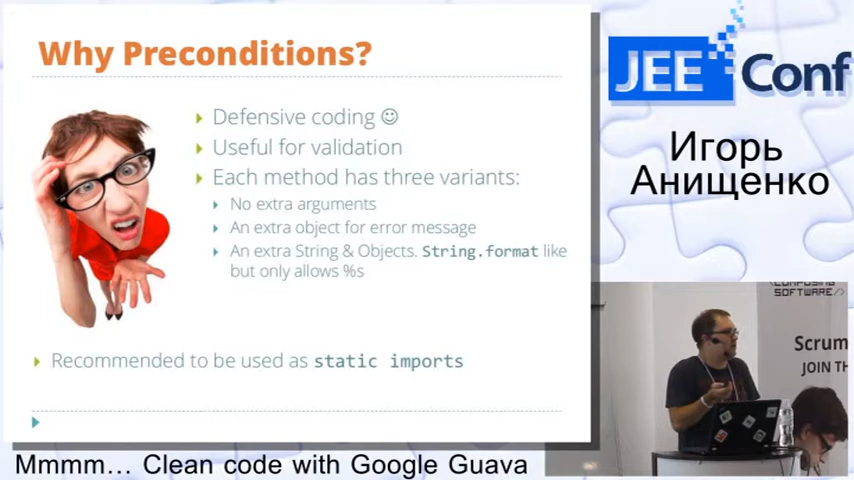 Why Preconditions?
Defensive coding ☺
Useful for validation
Each method has three variants:
No extra arguments
An extra object for error message
An extra String & Objects. String.format like
but only allows %s
Recommended to be used as static imports
JEE Conf
Игорь
Анищенко
COMPOSING
SOFTWARE
Scrum
JOIN TH
Mmmm… Clean code with Google Guava